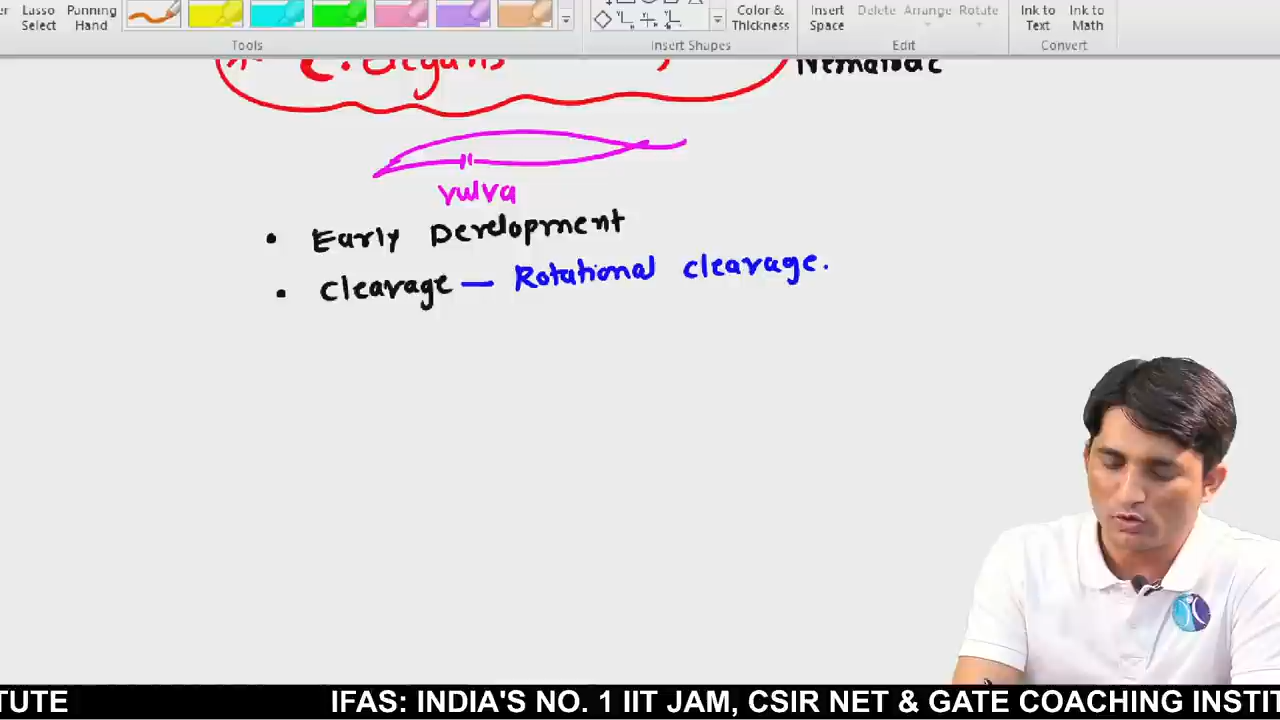 Lasso Select
Panning Hand
Color & Thickness
Insert Space
Delete
Arrange
Rotate
Ink to Text
Ink to Math
Tools
Insert Shapes
Edit
Convert
C. Elegans
Nematode
vulva
• Early Development
• Cleavage — Rotational cleavage.
TUTE
IFAS: INDIA'S NO. 1 IIT JAM, CSIR NET & GATE COACHING INSTIT